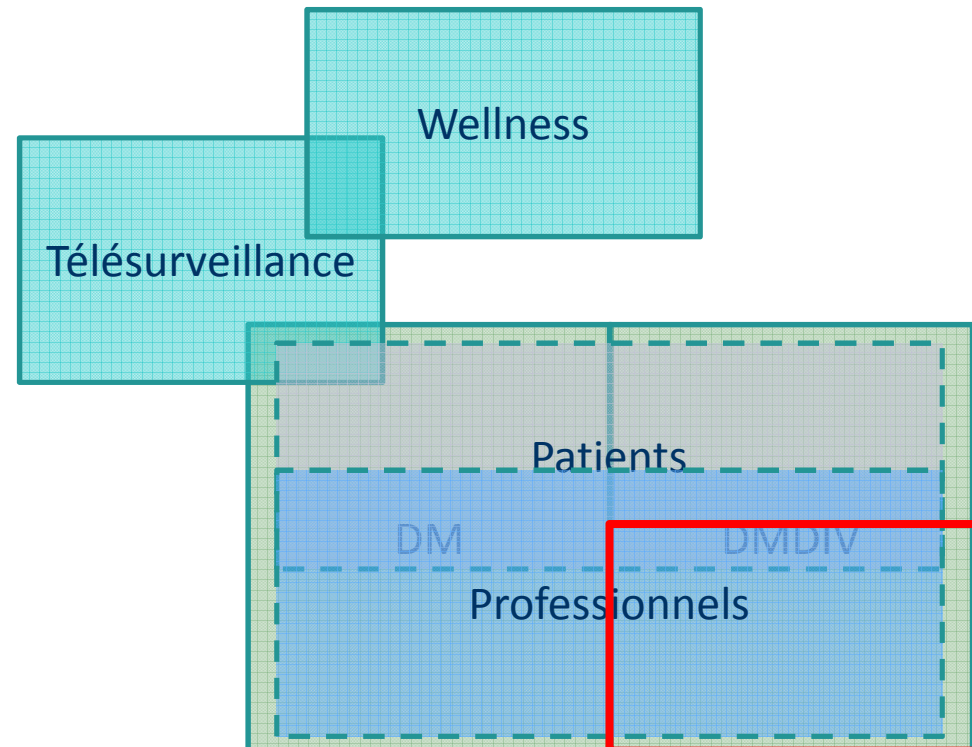 Wellness
Télésurveillance
Patients
DM
DMDIV
Professionnels